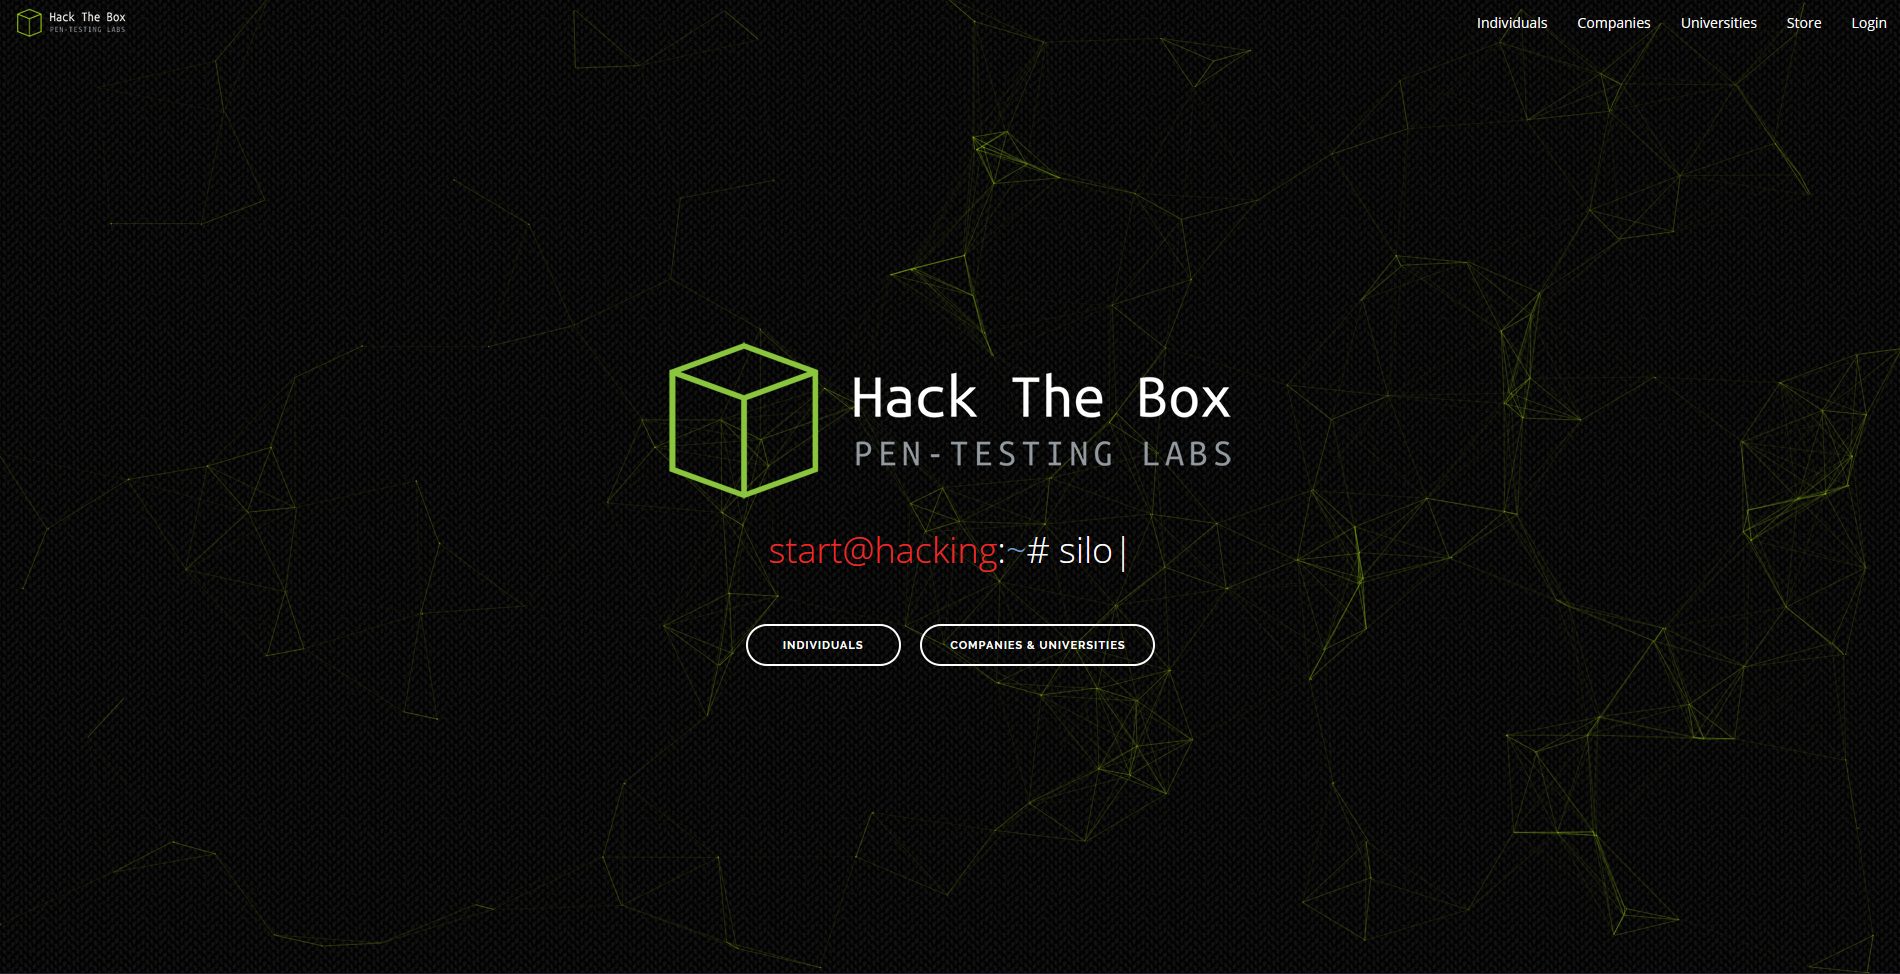 Hack The Box
PEN-TESTING LABS
Individuals Companies Universities Store Login
Hack The Box
PEN-TESTING LABS
start@hacking:~# silo|
INDIVIDUALS COMPANIES & UNIVERSITIES